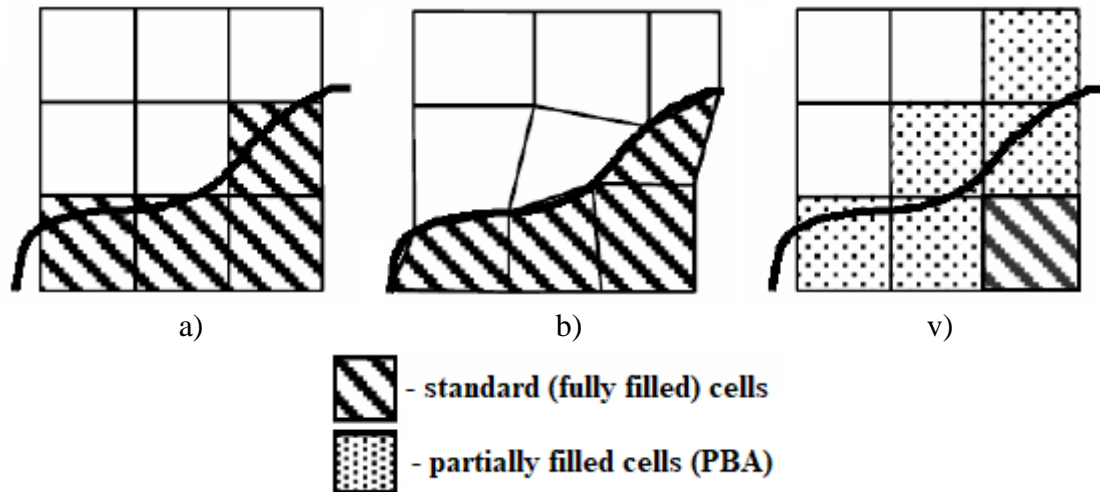 a)
b)
v)
- standard (fully filled) cells
- partially filled cells (PBA)